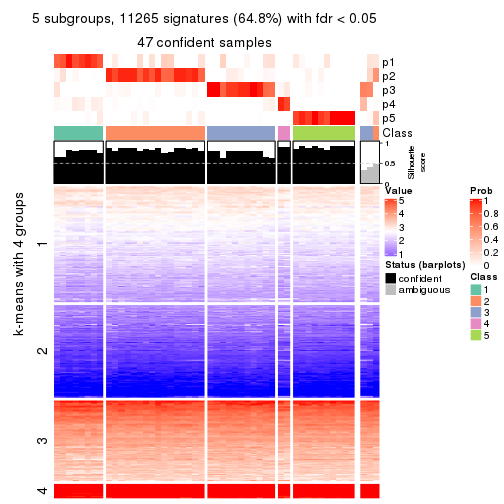 5 subgroups, 11265 signatures (64.8%) with fdr < 0.05
47 confident samples
p1
p2
p3
p4
p5
Class
1
0.5
0
Silhouette
score
k-means with 4 groups
1
2
3
4
Value
5
4
3
2
1
Status (barplots)
confident
ambiguous
Prob
1
0.8
0.6
0.4
0.2
0
Class
1
2
3
4
5